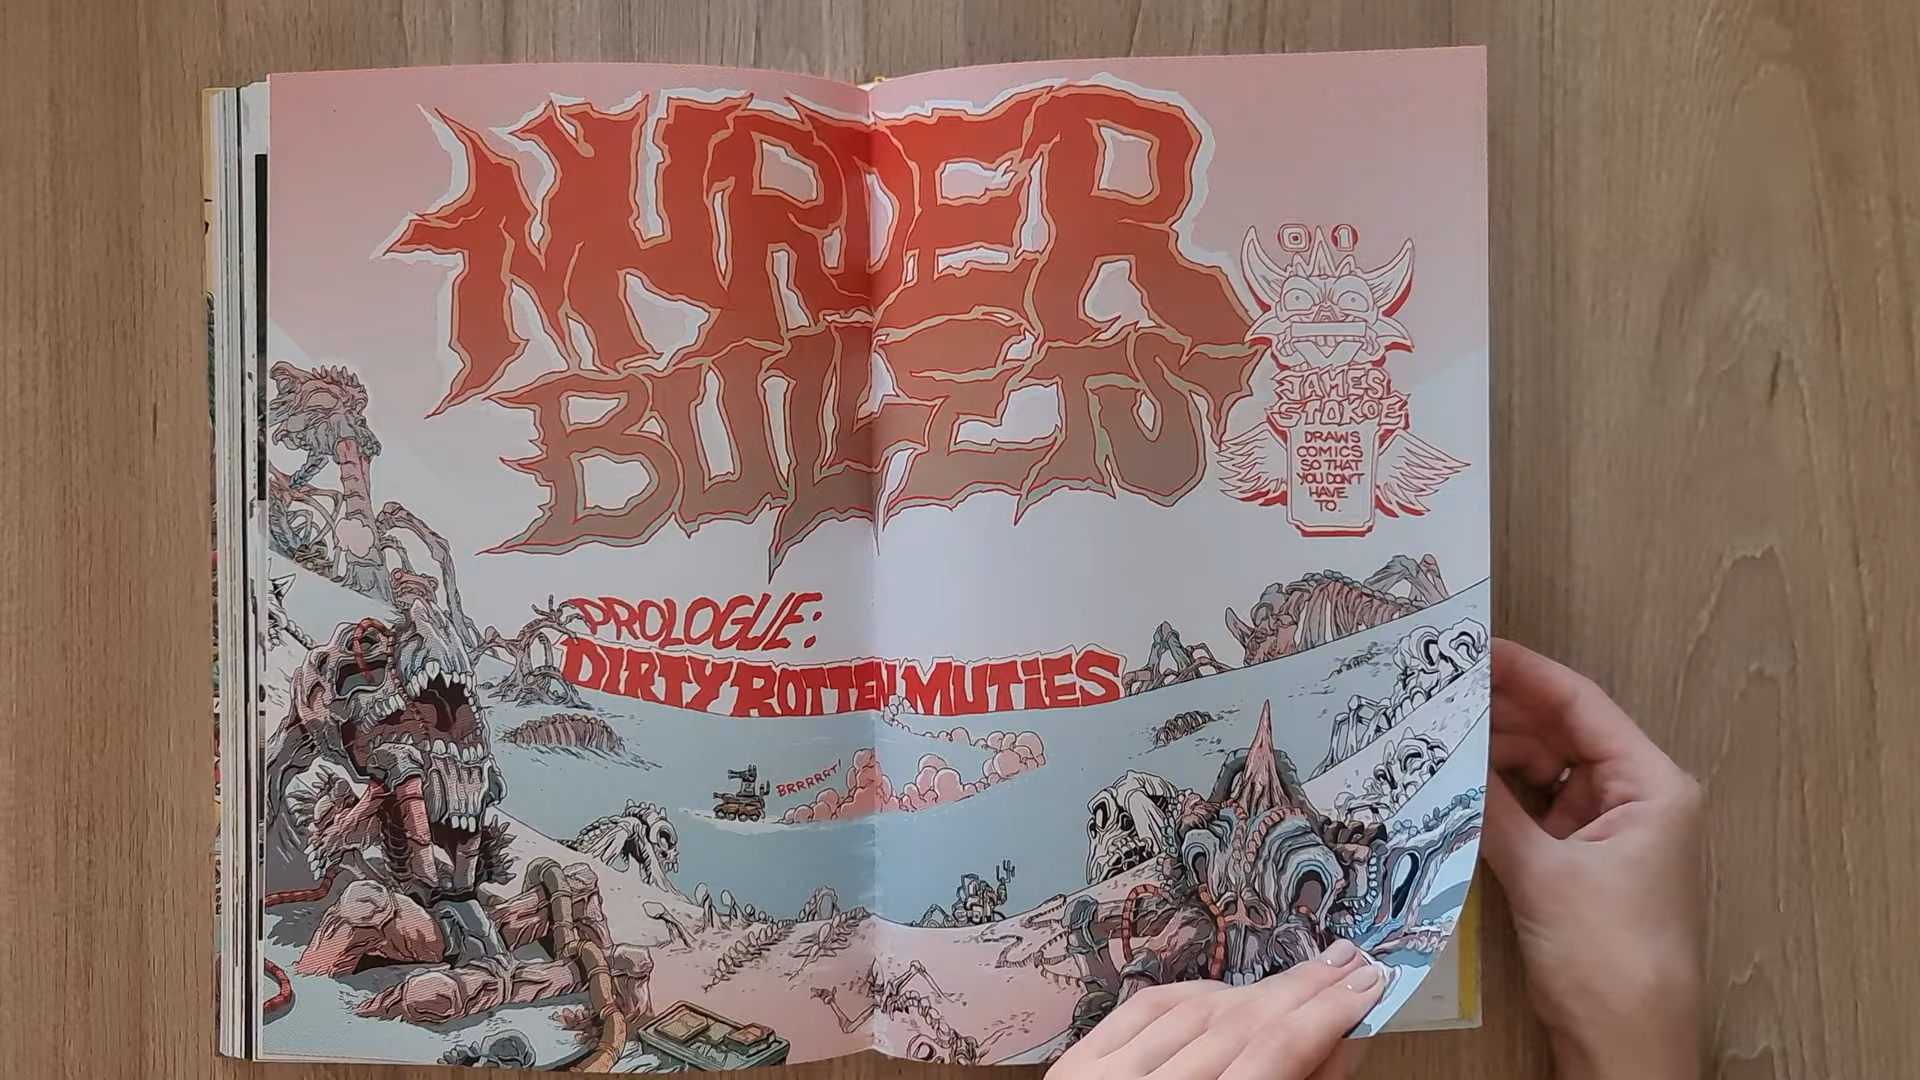 MURDER
BULLETS
01
JAMES
STOKOE
DRAWS
COMICS
SO THAT
YOU DON'T
HAVE
TO.
PROLOGUE:
DIRTY ROTTEN MUTiES
BRRRRRT!